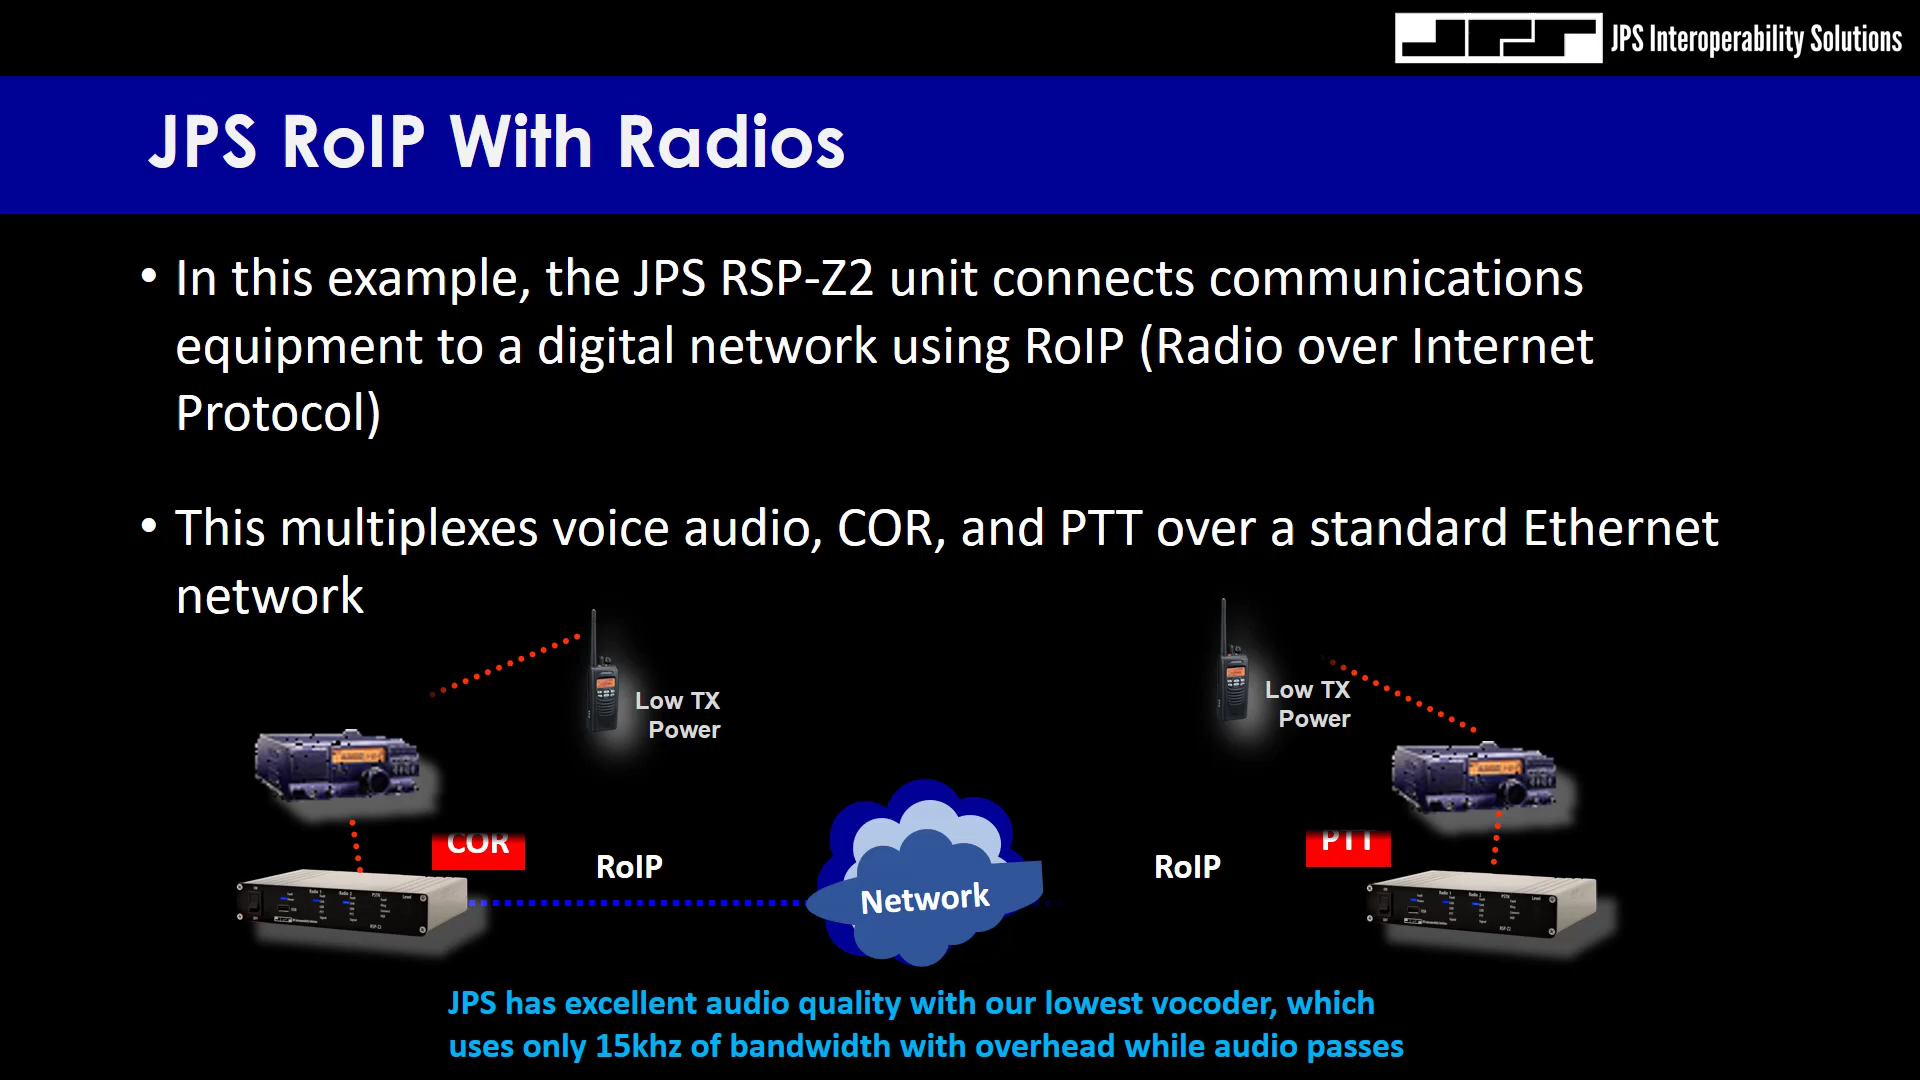 JPS JPS Interoperability Solutions
JPS RoIP With Radios
• In this example, the JPS RSP-Z2 unit connects communications
equipment to a digital network using RoIP (Radio over Internet
Protocol)
• This multiplexes voice audio, COR, and PTT over a standard Ethernet
network
Low TX
Power
Low TX
Power
COR
RoIP
Network
RoIP
PTT
JPS has excellent audio quality with our lowest vocoder, which
uses only 15khz of bandwidth with overhead while audio passes